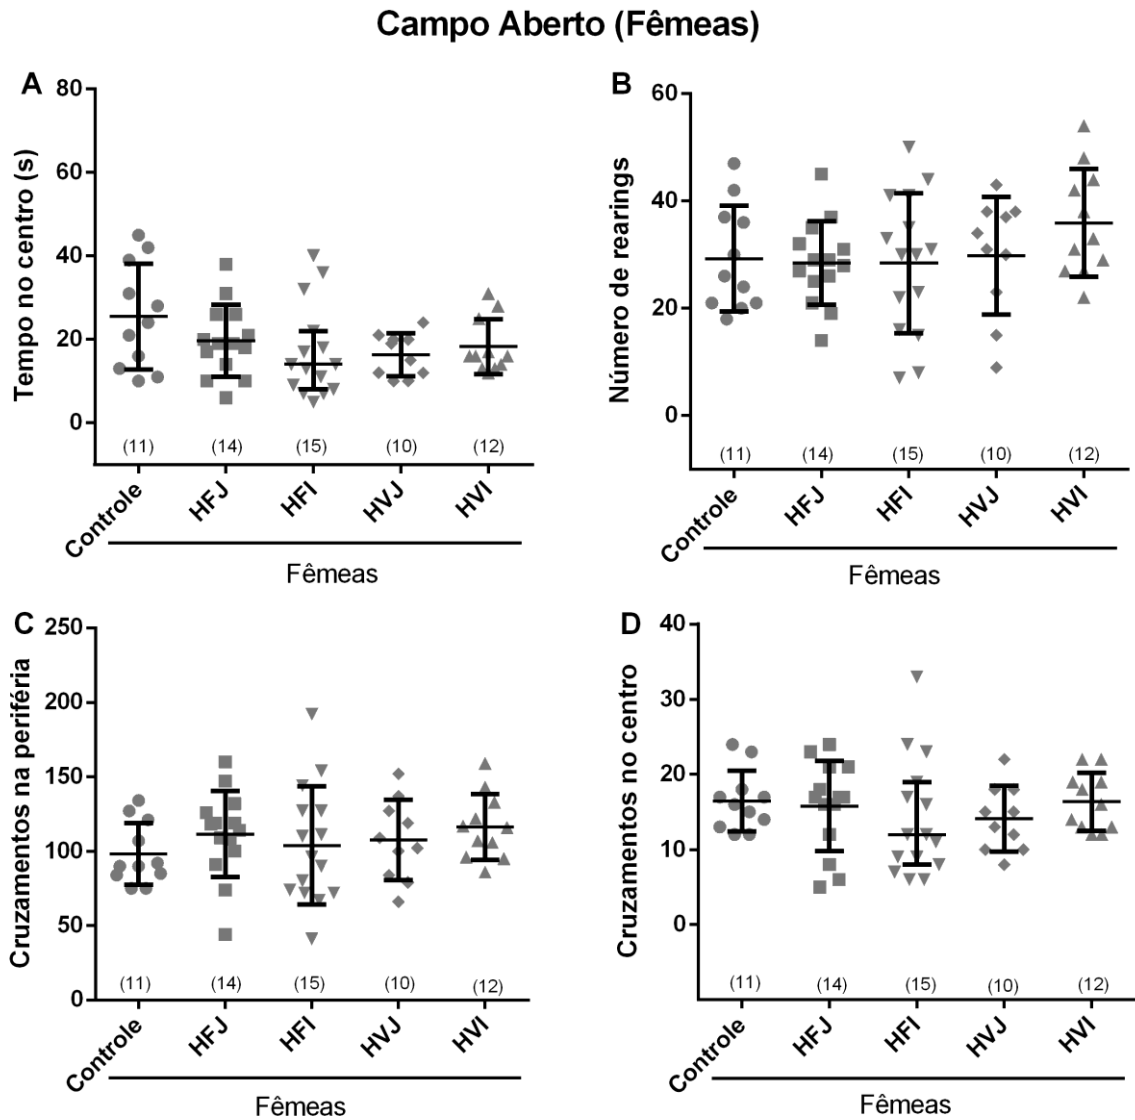 Campo Aberto (Fêmeas)
A
Tempo no centro (s)
80
60
40
20
0
(11) (14) (15) (10) (12)
Controle HFJ HFI HVJ HVI
Fêmeas
B
Número de rearings
60
40
20
0
(11) (14) (15) (10) (12)
Controle HFJ HFI HVJ HVI
Fêmeas
C
Cruzamentos na periféria
250
200
150
100
50
0
(11) (14) (15) (10) (12)
Controle HFJ HFI HVJ HVI
Fêmeas
D
Cruzamentos no centro
40
30
20
10
0
(11) (14) (15) (10) (12)
Controle HFJ HFI HVJ HVI
Fêmeas